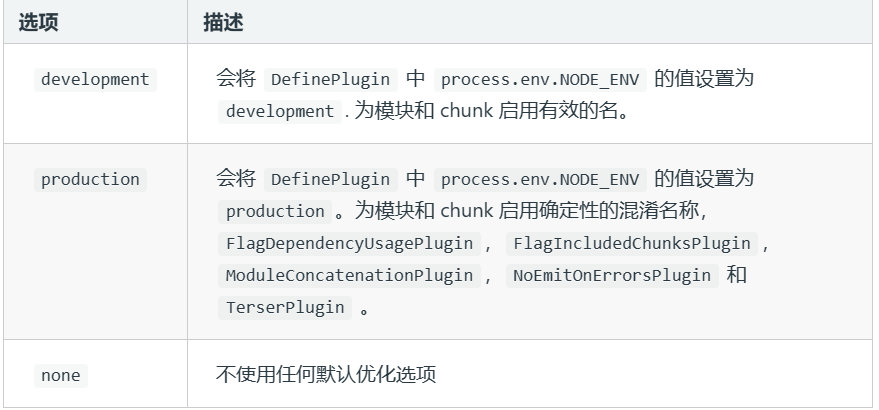 选项 描述
development 会将 DefinePlugin 中 process.env.NODE_ENV 的值设置为
development . 为模块和 chunk 启用有效的名。
production 会将 DefinePlugin 中 process.env.NODE_ENV 的值设置为
production 。为模块和 chunk 启用确定性的混淆名称，
FlagDependencyUsagePlugin ， FlagIncludedChunksPlugin ，
ModuleConcatenationPlugin ， NoEmitOnErrorsPlugin 和
TerserPlugin 。
none 不使用任何默认优化选项